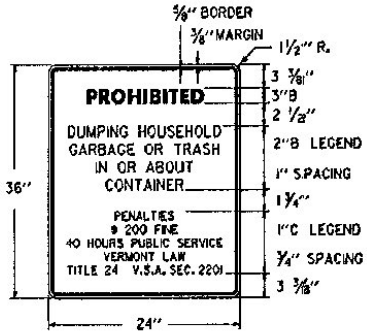 5/8" BORDER
3/8" MARGIN
1 1/2" R.
3 3/8"
PROHIBITED
3"B
2 1/2"
DUMPING HOUSEHOLD
GARBAGE OR TRASH
IN OR ABOUT
CONTAINER
2"B LEGEND
1" SPACING
36"
1 3/4"
PENALTIES
$ 200 FINE
40 HOURS PUBLIC SERVICE
VERMONT LAW
TITLE 24 V.S.A. SEC. 2201
1"C LEGEND
3/4" SPACING
3 3/8"
24"